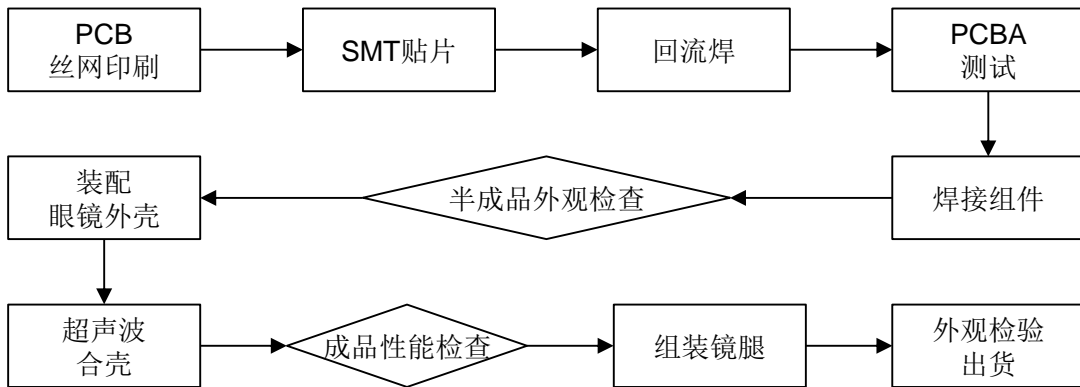 PCB
丝网印刷
SMT贴片
回流焊
PCBA
测试
焊接组件
半成品外观检查
装配
眼镜外壳
超声波
合壳
成品性能检查
组装镜腿
外观检验
出货